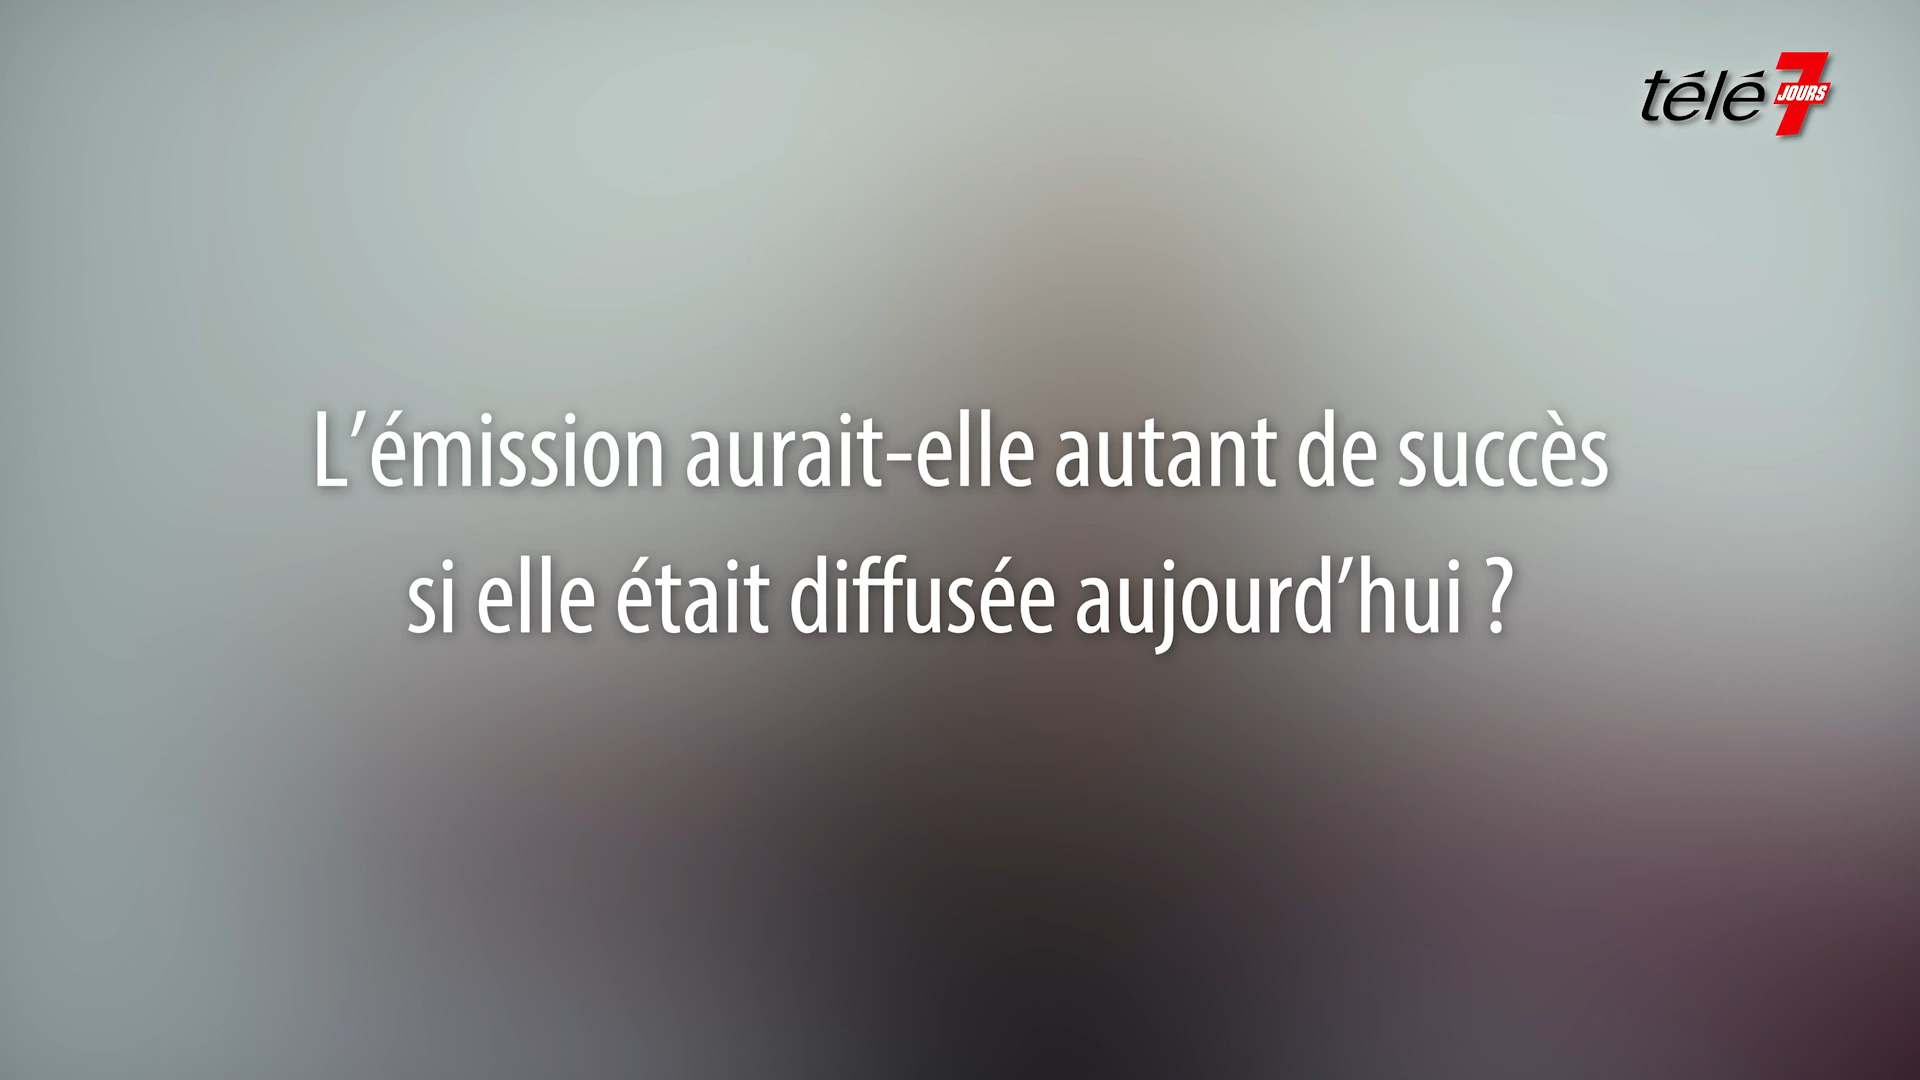 télé 7 JOURS
L’émission aurait-elle autant de succès
si elle était diffusée aujourd’hui ?